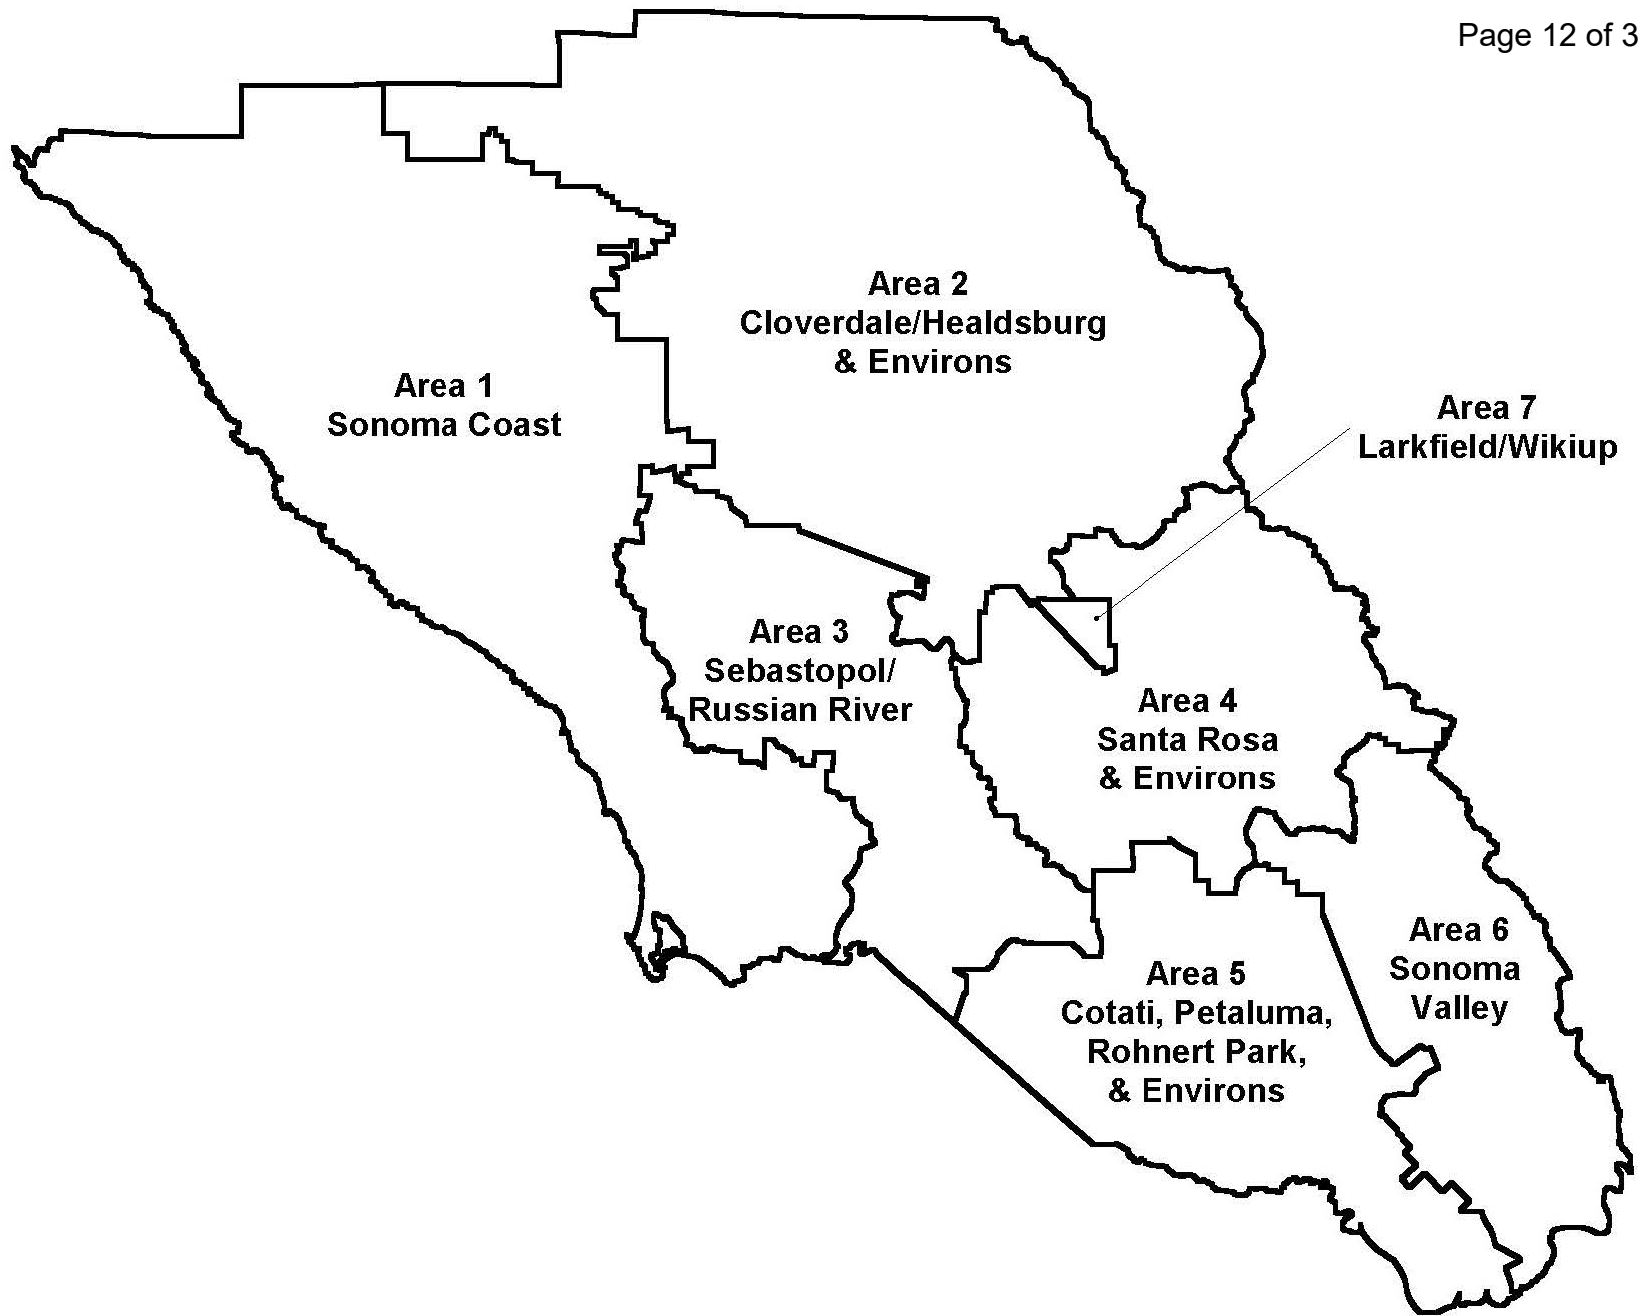 Page 12 of 3
Area 2
Cloverdale/Healdsburg
& Environs
Area 1
Sonoma Coast
Area 7
Larkfield/Wikiup
Area 3
Sebastopol/
Russian River
Area 4
Santa Rosa
& Environs
Area 6
Sonoma
Valley
Area 5
Cotati, Petaluma,
Rohnert Park,
& Environs